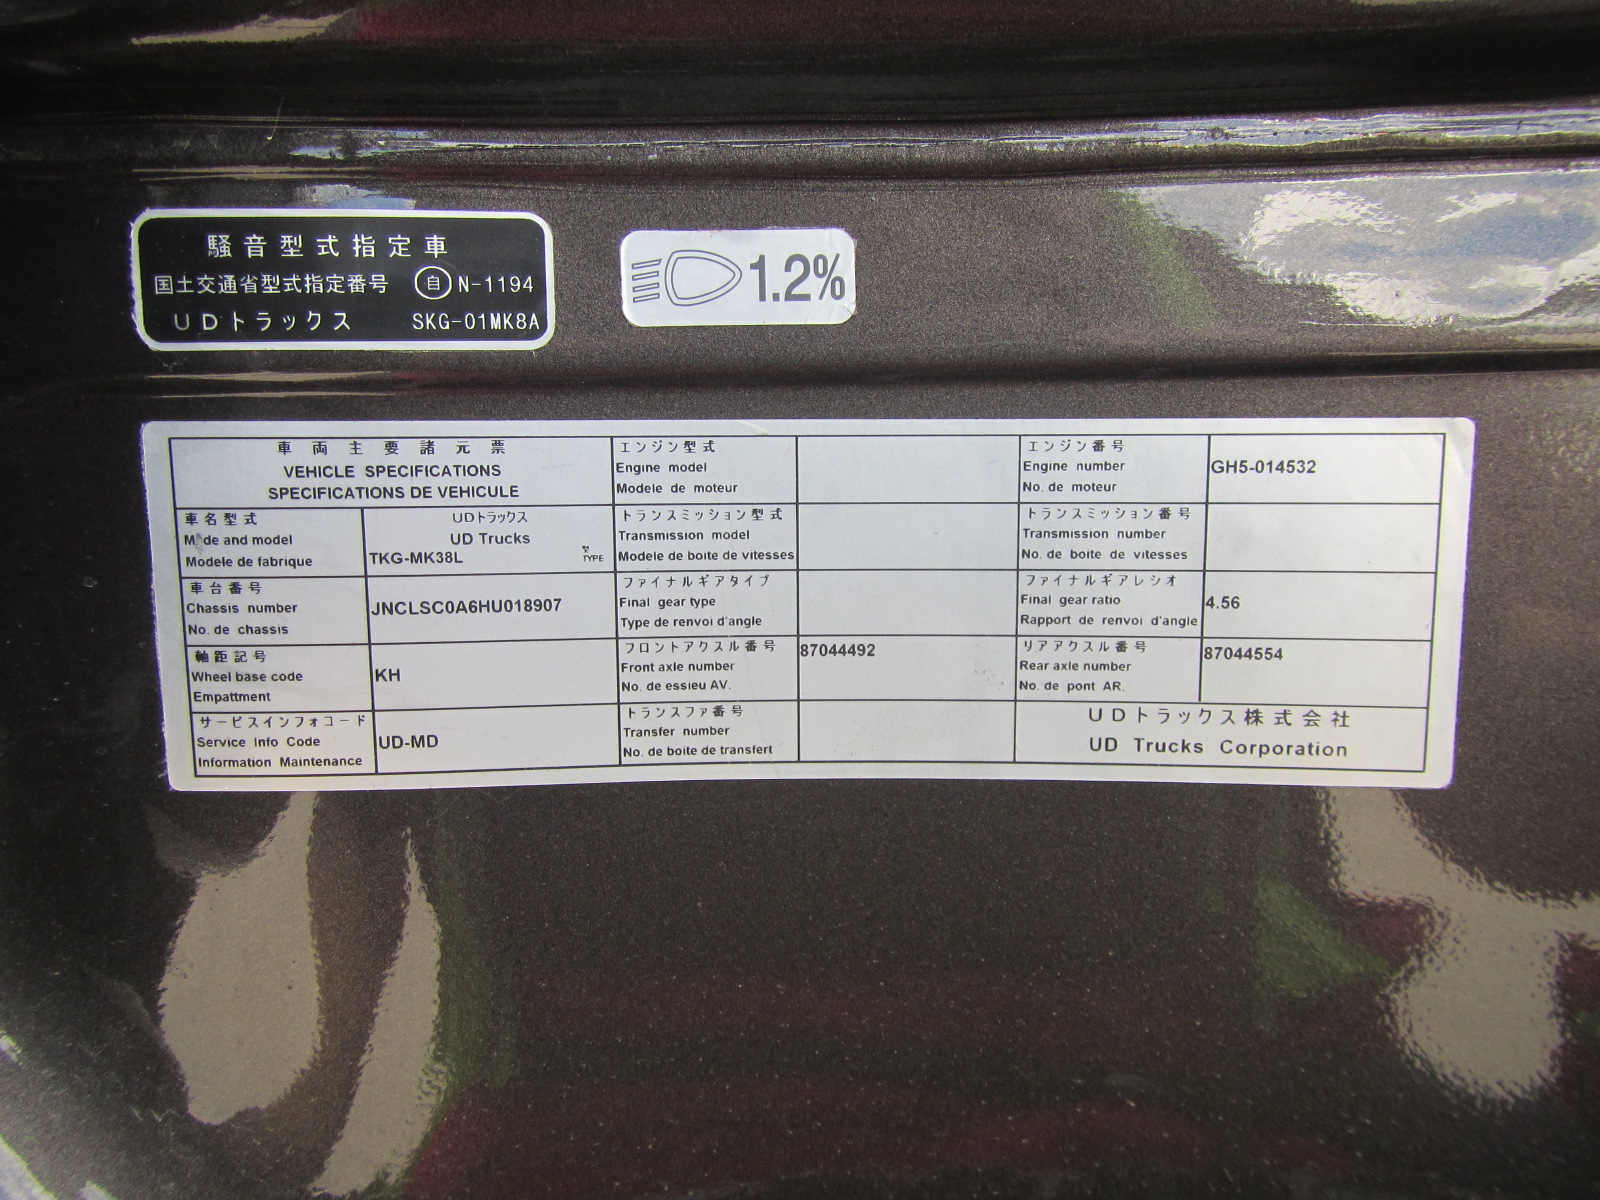 騒音型式指定車
国土交通省型式指定番号 自 N-1194
UDトラックス SKG-01MK8A
1.2%
車両主要諸元票
VEHICLE SPECIFICATIONS
SPECIFICATIONS DE VEHICULE
エンジン型式
Engine model
Modele de moteur
エンジン番号
Engine number
No. de moteur
GH5-014532
車名型式
Mode and model
Modele de fabrique
UDトラックス
UD Trucks
TKG-MK38L
型
TYPE
トランスミッション型式
Transmission model
Modele de boite de vitesses
トランスミッション番号
Transmission number
No. de boite de vitesses
車台番号
Chassis number
No. de chassis
JNCLSC0A6HU018907
ファイナルギアタイプ
Final gear type
Type de renvoi d'angle
ファイナルギアレシオ
Final gear ratio
Rapport de renvoi d'angle
4.56
軸距記号
Wheel base code
Empattment
KH
フロントアクスル番号
Front axle number
No. de essieu AV.
87044492
リアアクスル番号
Rear axle number
No. de pont AR.
87044554
サービスインフォコード
Service Info Code
Information Maintenance
UD-MD
トランスファ番号
Transfer number
No. de boite de transfert
UDトラックス株式会社
UD Trucks Corporation